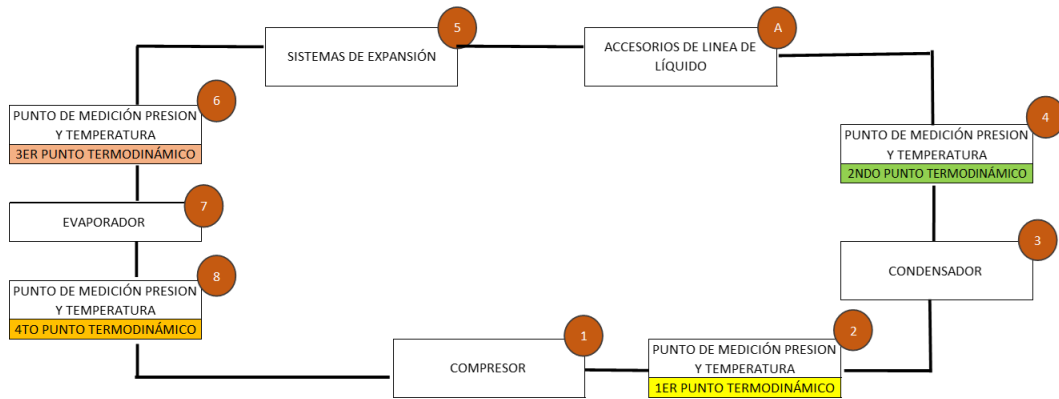 5
SISTEMAS DE EXPANSIÓN
A
ACCESORIOS DE LINEA DE
LÍQUIDO
6
PUNTO DE MEDICIÓN PRESION
Y TEMPERATURA
3ER PUNTO TERMODINÁMICO
4
PUNTO DE MEDICIÓN PRESION
Y TEMPERATURA
2NDO PUNTO TERMODINÁMICO
7
EVAPORADOR
3
CONDENSADOR
8
PUNTO DE MEDICIÓN PRESION
Y TEMPERATURA
4TO PUNTO TERMODINÁMICO
1
COMPRESOR
2
PUNTO DE MEDICIÓN PRESION
Y TEMPERATURA
1ER PUNTO TERMODINÁMICO